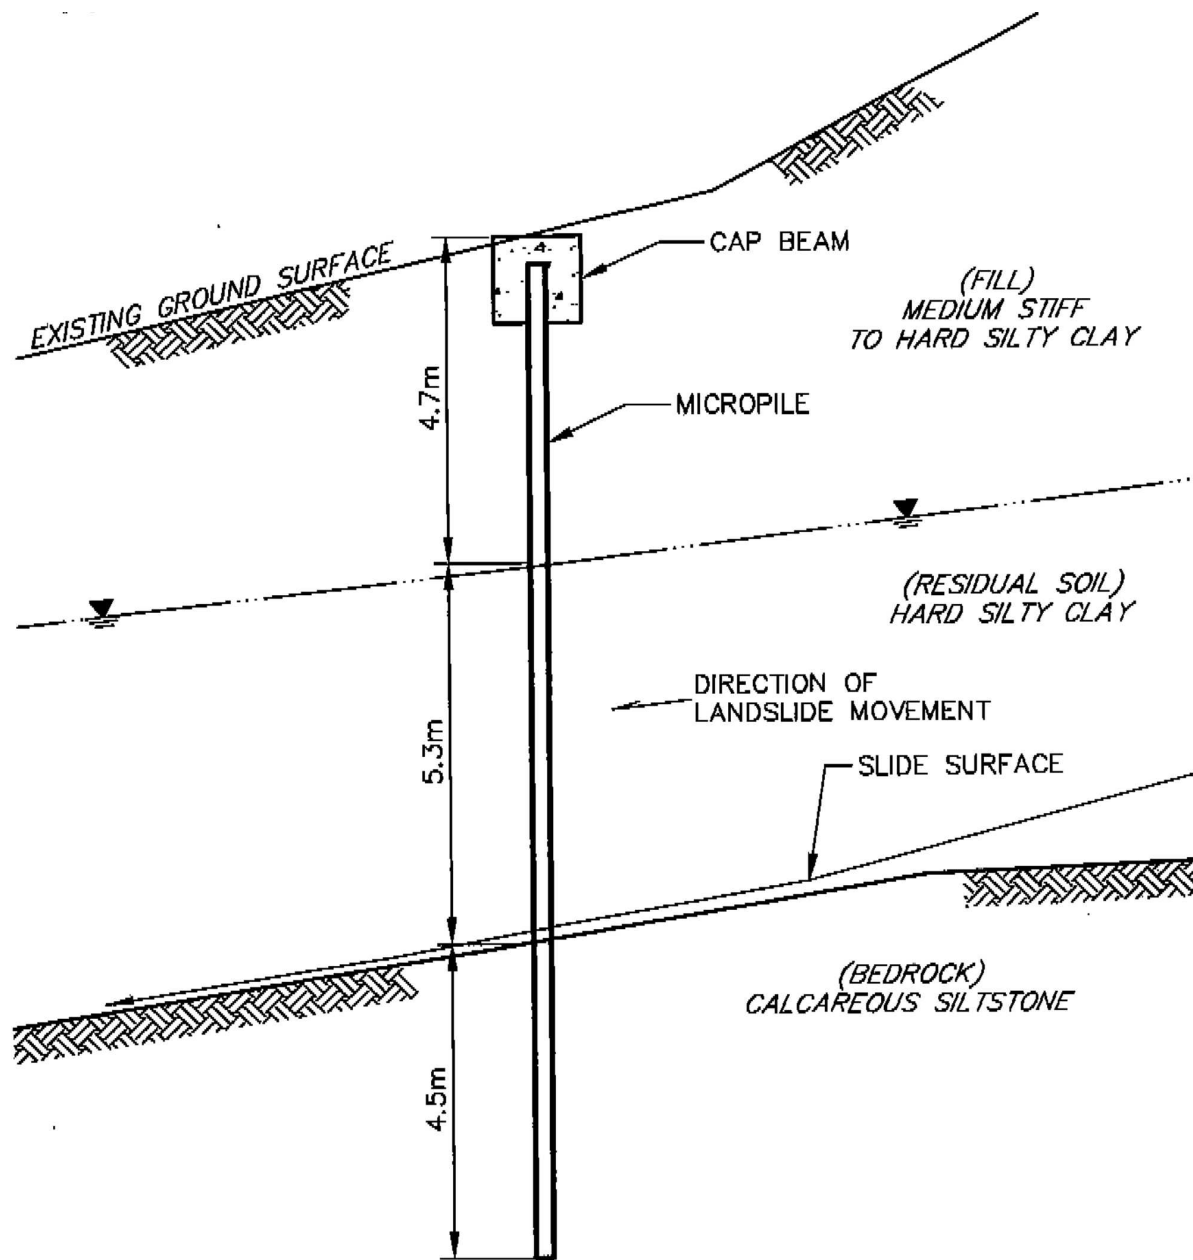 CAP BEAM
EXISTING GROUND SURFACE
(FILL)
MEDIUM STIFF
TO HARD SILTY CLAY
4.7m
MICROPILE
(RESIDUAL SOIL)
HARD SILTY CLAY
DIRECTION OF
LANDSLIDE MOVEMENT
5.3m
SLIDE SURFACE
(BEDROCK)
CALCAREOUS SILTSTONE
4.5m